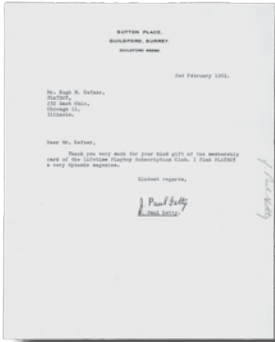 SUTTON PLACE,
GUILDFORD, SURREY.
2nd February 1961.
Mr. Hugh M. Hefner,
PLAYBOY,
232 East Ohio,
Chicago 11,
Illinois.
Dear Mr. Hefner,
Thank you very much for your kind gift of the membership
card of the Lifetime Playboy Subscription Club. I find PLAYBOY
a very dynamic magazine.
Kindest regards,
J. Paul Getty
J. Paul Getty.